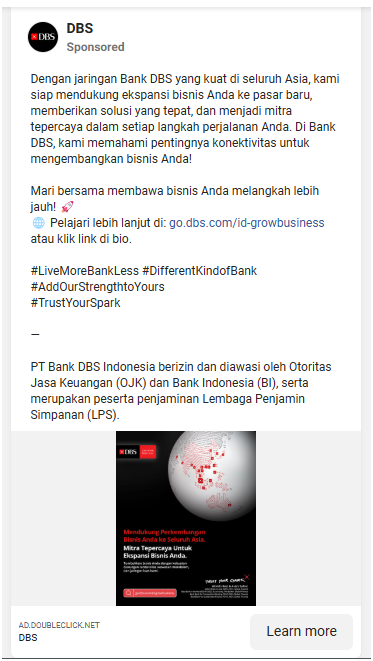 DBS
Sponsored
Dengan jaringan Bank DBS yang kuat di seluruh Asia, kami
siap mendukung ekspansi bisnis Anda ke pasar baru,
memberikan solusi yang tepat, dan menjadi mitra
tepercaya dalam setiap langkah perjalanan Anda. Di Bank
DBS, kami memahami pentingnya konektivitas untuk
mengembangkan bisnis Anda!
Mari bersama membawa bisnis Anda melangkah lebih
jauh! 🚀
🌐 Pelajari lebih lanjut di: go.dbs.com/id-growbusiness
atau klik link di bio.
#LiveMoreBankLess #DifferentKindofBank
#AddOurStrengthtoYours
#TrustYourSpark
—
PT Bank DBS Indonesia berizin dan diawasi oleh Otoritas
Jasa Keuangan (OJK) dan Bank Indonesia (BI), serta
merupakan peserta penjaminan Lembaga Penjamin
Simpanan (LPS).
DBS
Mendukung Perkembangan
Bisnis Anda ke Seluruh Asia.
Mitra Tepercaya Untuk
Ekspansi Bisnis Anda.
AD.DOUBLECLICK.NET
DBS
Learn more